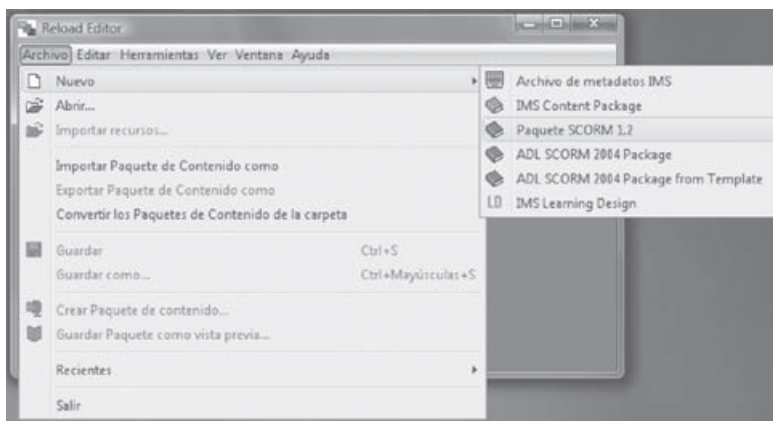 Reload Editor
Archivo Editar Herramientas Ver Ventana Ayuda
Nuevo
Abrir...
Importar recursos...
Importar Paquete de Contenido como
Exportar Paquete de Contenido como
Convertir los Paquetes de Contenido de la carpeta
Guardar Ctrl+S
Guardar como... Ctrl+Mayúsculas+S
Crear Paquete de contenido...
Guardar Paquete como vista previa...
Recientes
Salir
Archivo de metadatos IMS
IMS Content Package
Paquete SCORM 1.2
ADL SCORM 2004 Package
ADL SCORM 2004 Package from Template
LD IMS Learning Design